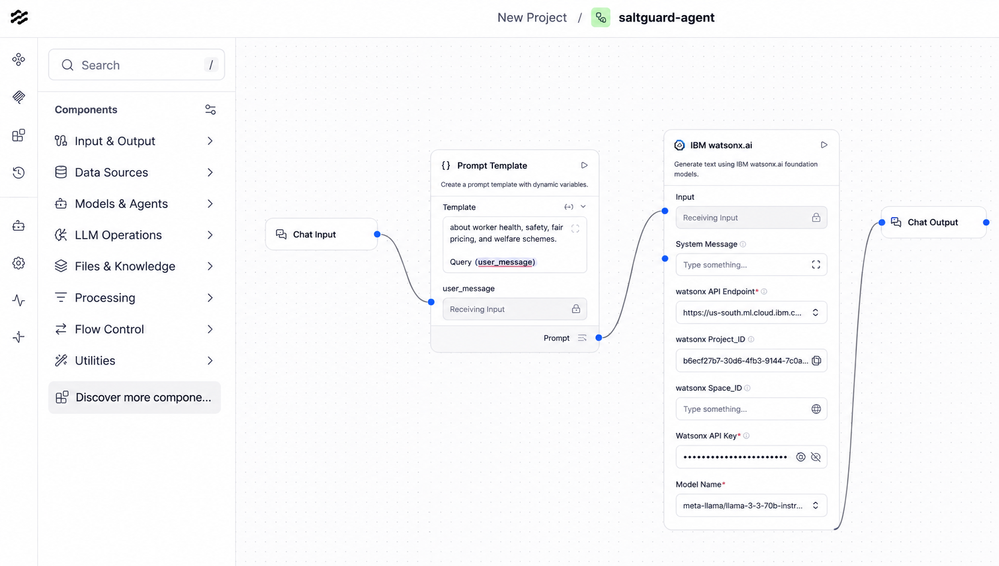 New Project / saltguard-agent
Search /
Components
Input & Output
Data Sources
Models & Agents
LLM Operations
Files & Knowledge
Processing
Flow Control
Utilities
Discover more compone...
Chat Input
{} Prompt Template
Create a prompt template with dynamic variables.
Template
about worker health, safety, fair
pricing, and welfare schemes.
Query (user_message)
user_message
Receiving Input
Prompt
IBM watsonx.ai
Generate text using IBM watsonx.ai foundation
models.
Input
Receiving Input
System Message
Type something...
watsonx API Endpoint*
https://us-south.ml.cloud.ibm.c...
watsonx Project_ID
b6ecf27b7-30d6-4fb3-9144-7c0a...
watsonx Space_ID
Type something...
Watsonx API Key*
•••••••••••••••••••••••
Model Name*
meta-llama/llama-3-3-70b-instr...
Chat Output